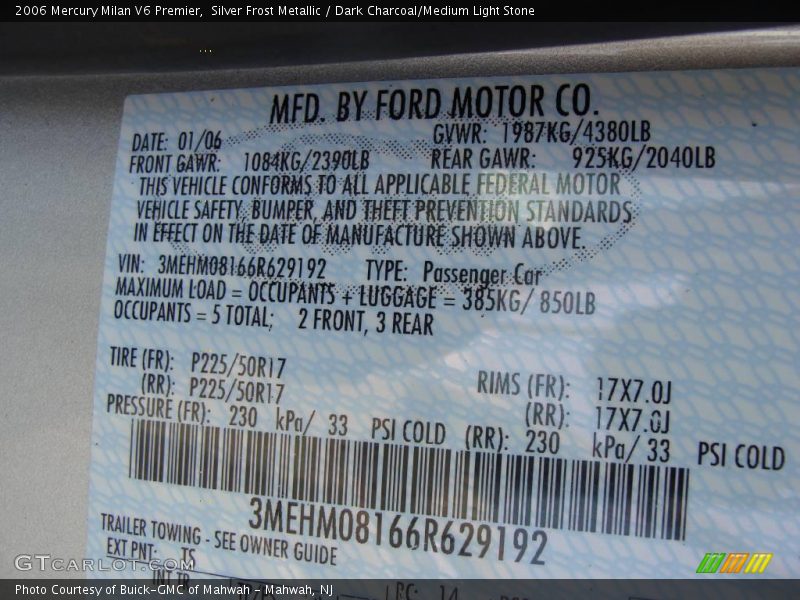 2006 Mercury Milan V6 Premier,  Silver Frost Metallic / Dark Charcoal/Medium Light Stone
MFD. BY FORD MOTOR CO.
DATE: 01/06 GVWR: 1987KG/4380LB
FRONT GAWR: 1084KG/2390LB REAR GAWR: 925KG/2040LB
THIS VEHICLE CONFORMS TO ALL APPLICABLE FEDERAL MOTOR
VEHICLE SAFETY, BUMPER, AND THEFT PREVENTION STANDARDS
IN EFFECT ON THE DATE OF MANUFACTURE SHOWN ABOVE.
VIN: 3MEHM08166R629192 TYPE: Passenger Car
MAXIMUM LOAD = OCCUPANTS + LUGGAGE = 385KG/ 850LB
OCCUPANTS = 5 TOTAL; 2 FRONT, 3 REAR
TIRE (FR): P225/50R17 RIMS (FR): 17X7.0J
(RR): P225/50R17 (RR): 17X7.0J
PRESSURE (FR): 230 kPa/ 33 PSI COLD (RR): 230 kPa/ 33 PSI COLD
3MEHM08166R629192
TRAILER TOWING - SEE OWNER GUIDE
EXT PNT: TS
INT TR
GTcarlot.com
Photo Courtesy of Buick-GMC of Mahwah - Mahwah, NJ